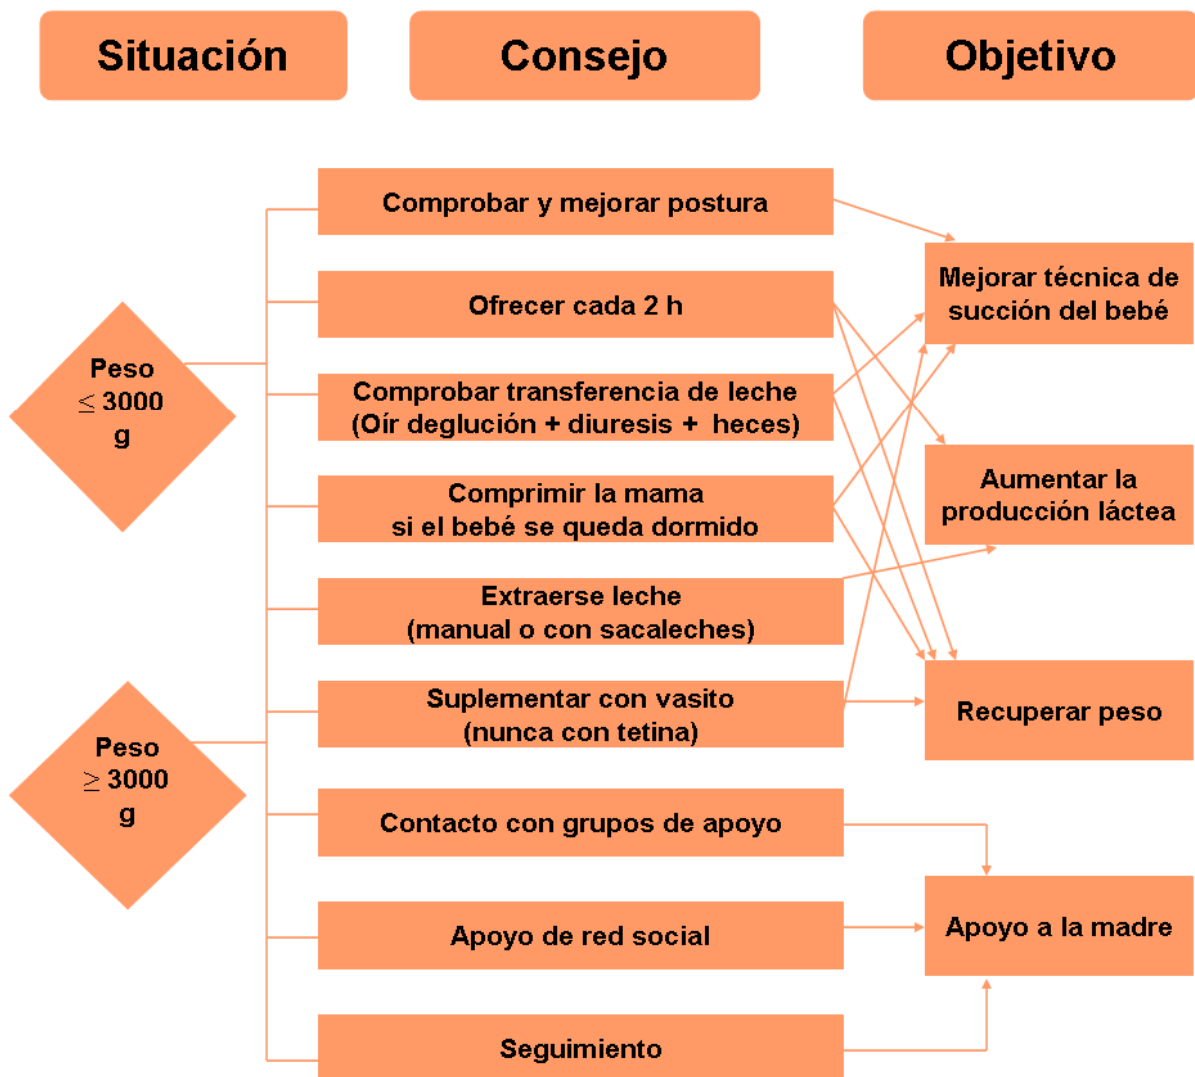 Situación
Consejo
Objetivo
Comprobar y mejorar postura
Ofrecer cada 2 h
Comprobar transferencia de leche
(Oír deglución + diuresis + heces)
Comprimir la mama
si el bebé se queda dormido
Extraerse leche
(manual o con sacaleches)
Suplementar con vasito
(nunca con tetina)
Contacto con grupos de apoyo
Apoyo de red social
Seguimiento
Peso
≤ 3000
g
Peso
≥ 3000
g
Mejorar técnica de
succión del bebé
Aumentar la
producción láctea
Recuperar peso
Apoyo a la madre